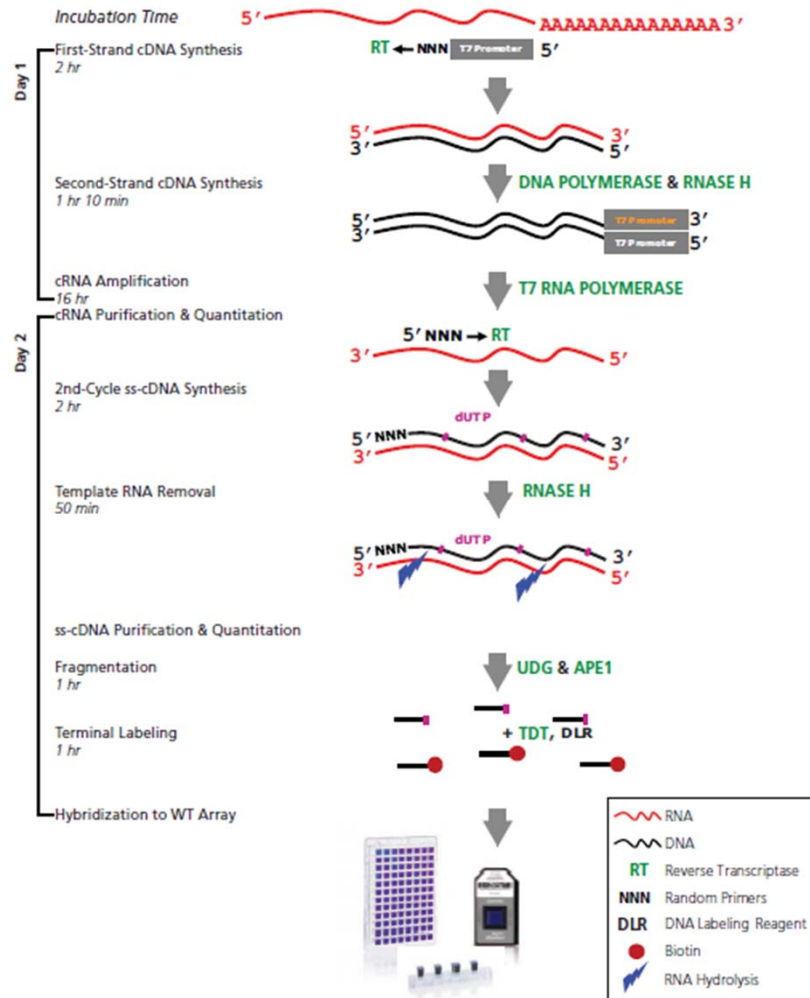 Incubation Time
5′ AAAAAAAAAAAAAAA 3′
Day 1
First-Strand cDNA Synthesis
2 hr
RT NNN T7 Promoter 5′
5′ 3′
3′ 5′
Second-Strand cDNA Synthesis
1 hr 10 min
DNA POLYMERASE & RNASE H
5′ T7 Promoter 3′
3′ T7 Promoter 5′
cRNA Amplification
16 hr
T7 RNA POLYMERASE
Day 2
cRNA Purification & Quantitation
5′ NNN RT
3′ 5′
2nd-Cycle ss-cDNA Synthesis
2 hr
dUTP
5′ NNN 3′
3′ 5′
Template RNA Removal
50 min
RNASE H
dUTP
5′ NNN 3′
3′ 5′
ss-cDNA Purification & Quantitation
Fragmentation
1 hr
UDG & APE1
Terminal Labeling
1 hr
+ TDT, DLR
Hybridization to WT Array
RNA
DNA
RT Reverse Transcriptase
NNN Random Primers
DLR DNA Labeling Reagent
Biotin
RNA Hydrolysis